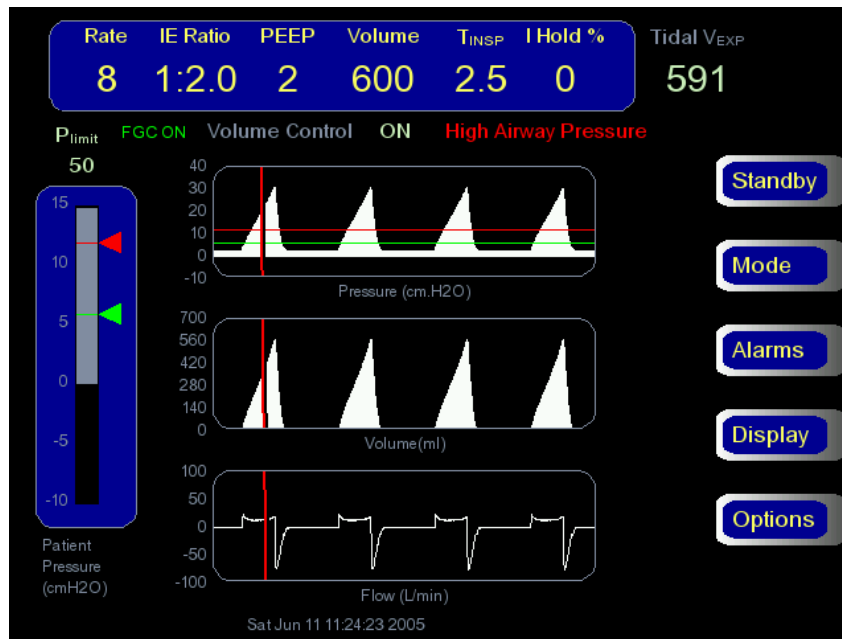 Rate IE Ratio PEEP Volume TINSP I Hold % Tidal VEXP
8 1:2.0 2 600 2.5 0 591
Plimit FGC ON Volume Control ON High Airway Pressure
50
15
10
5
0
-5
-10
Patient
Pressure
(cmH2O)
40
30
20
10
0
-10
Pressure (cm.H2O)
700
560
420
280
140
0
Volume(ml)
100
50
0
-50
-100
Flow (L/min)
Sat Jun 11 11:24:23 2005
Standby
Mode
Alarms
Display
Options